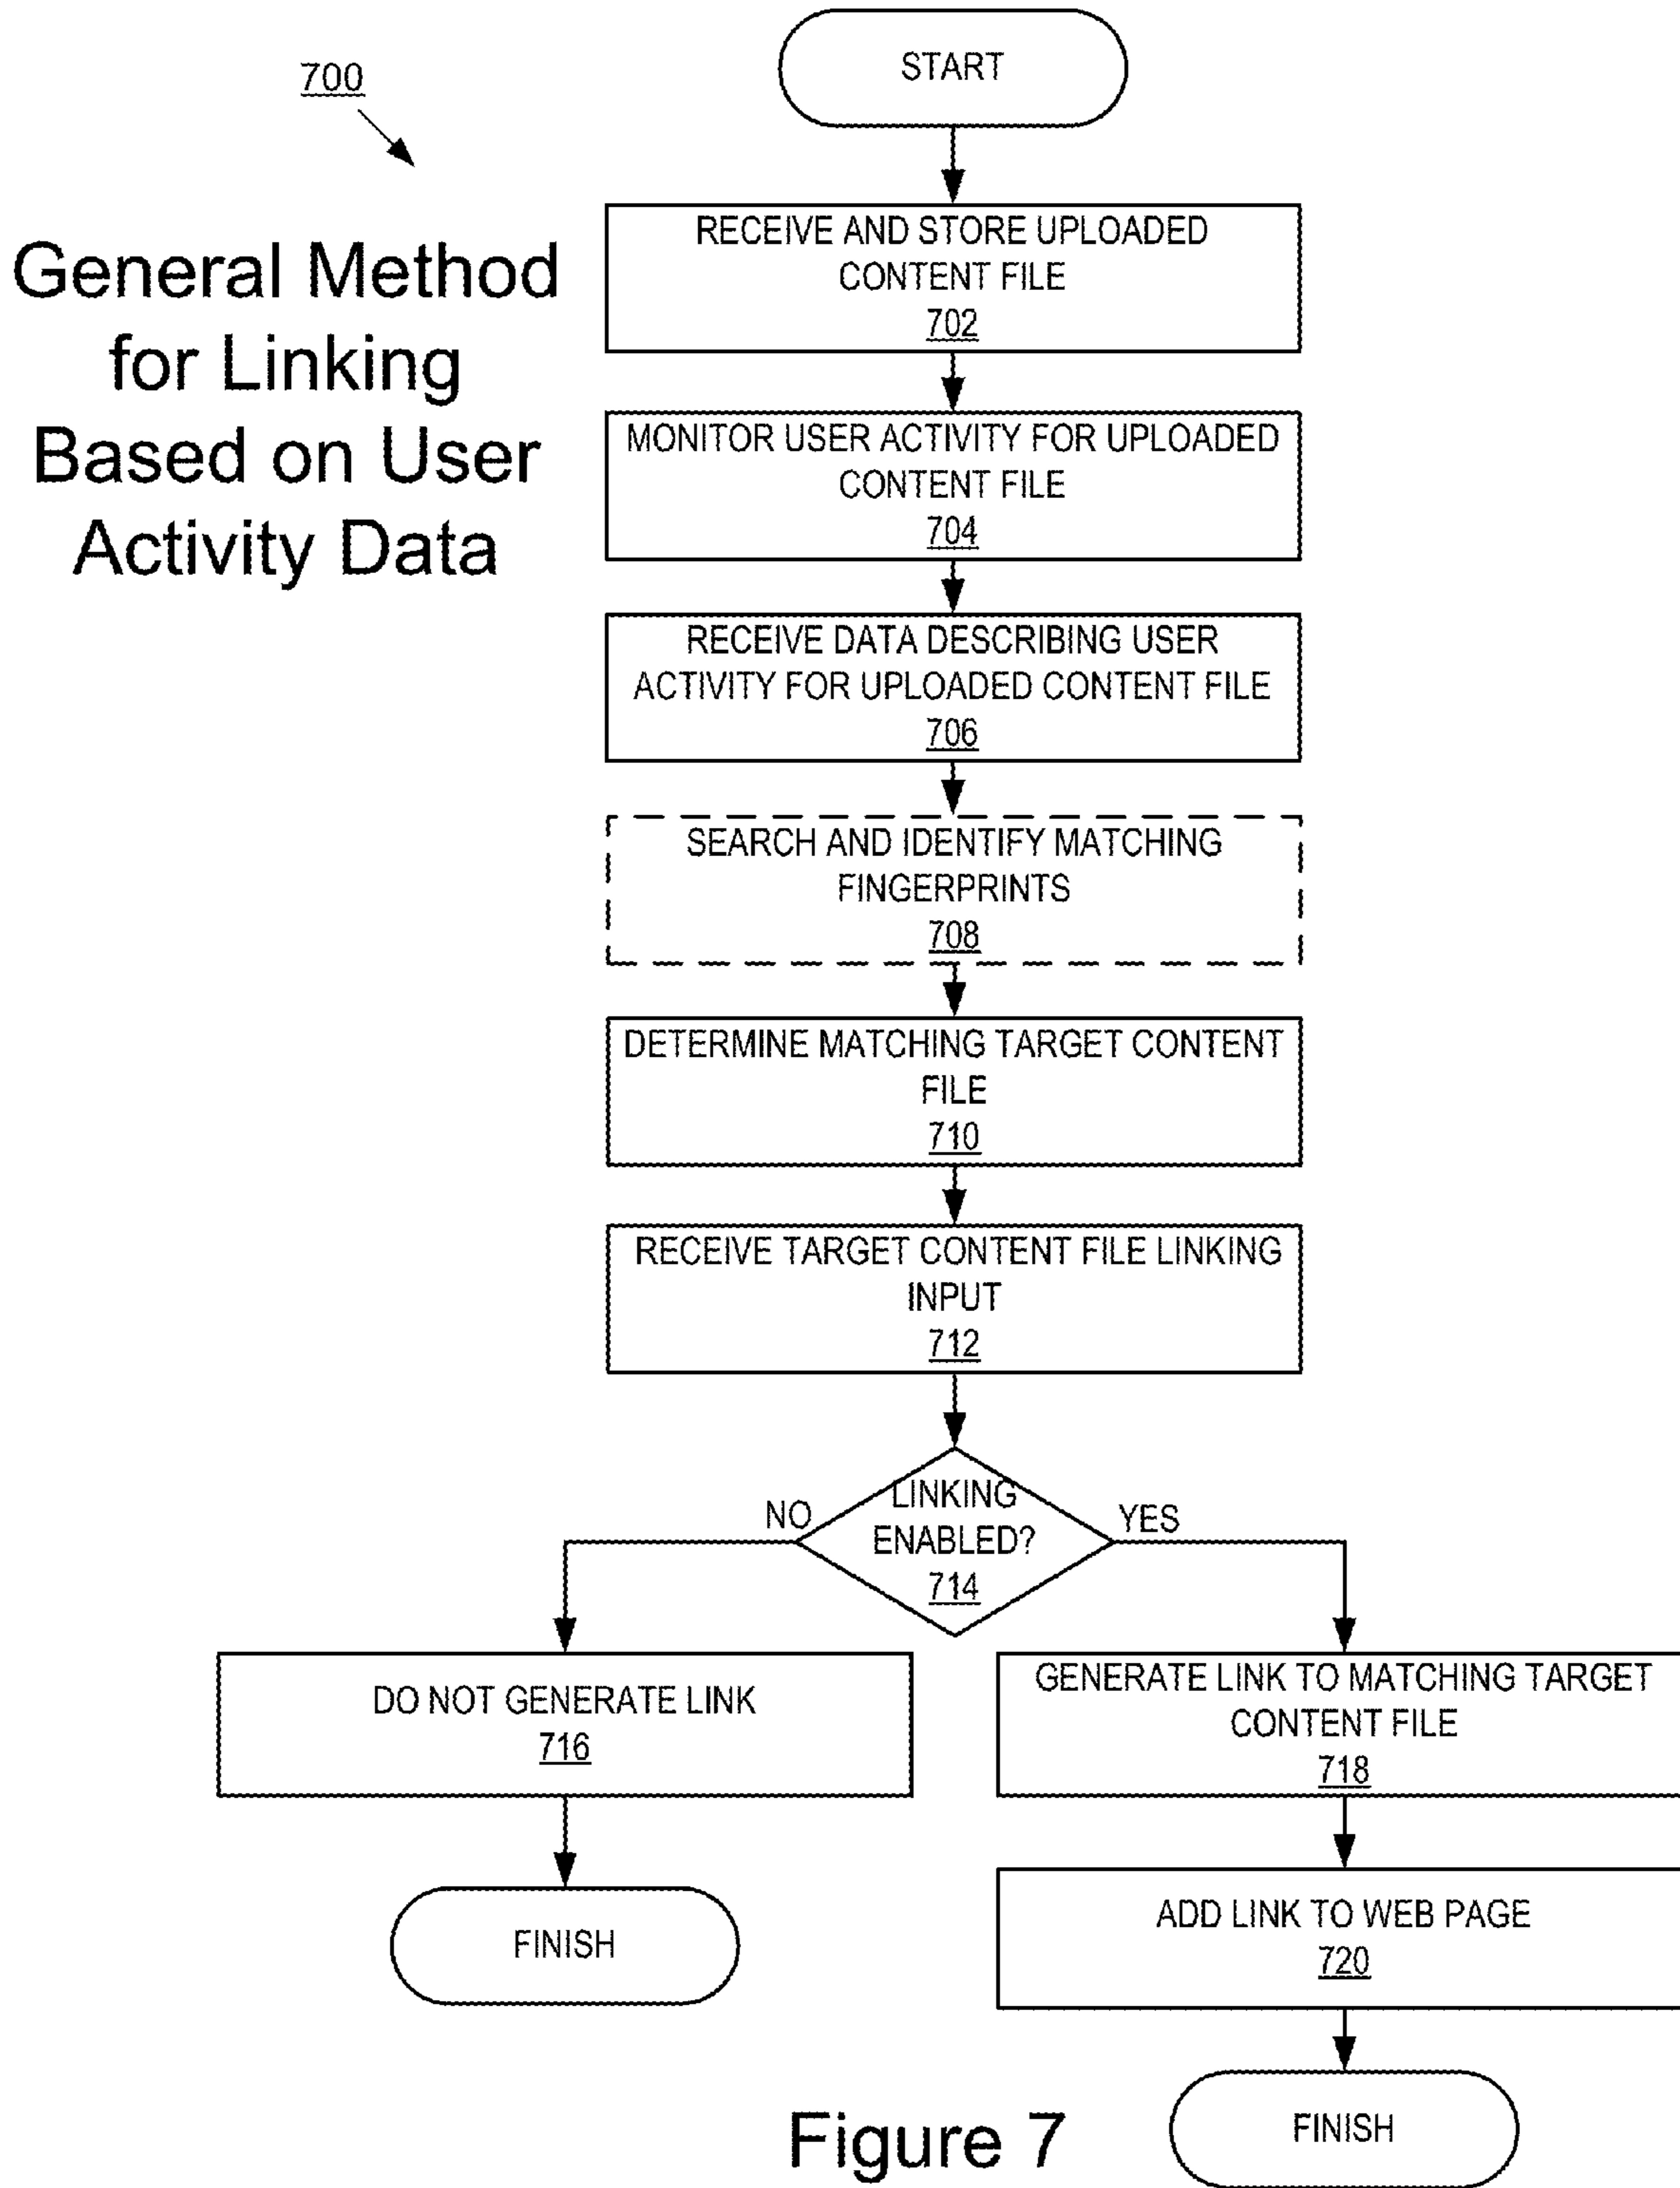 700
General Method
for Linking
Based on User
Activity Data
START
RECEIVE AND STORE UPLOADED
CONTENT FILE
702
MONITOR USER ACTIVITY FOR UPLOADED
CONTENT FILE
704
RECEIVE DATA DESCRIBING USER
ACTIVITY FOR UPLOADED CONTENT FILE
706
SEARCH AND IDENTIFY MATCHING
FINGERPRINTS
708
DETERMINE MATCHING TARGET CONTENT
FILE
710
RECEIVE TARGET CONTENT FILE LINKING
INPUT
712
LINKING
ENABLED?
714
NO
YES
DO NOT GENERATE LINK
716
FINISH
GENERATE LINK TO MATCHING TARGET
CONTENT FILE
718
ADD LINK TO WEB PAGE
720
FINISH
Figure 7